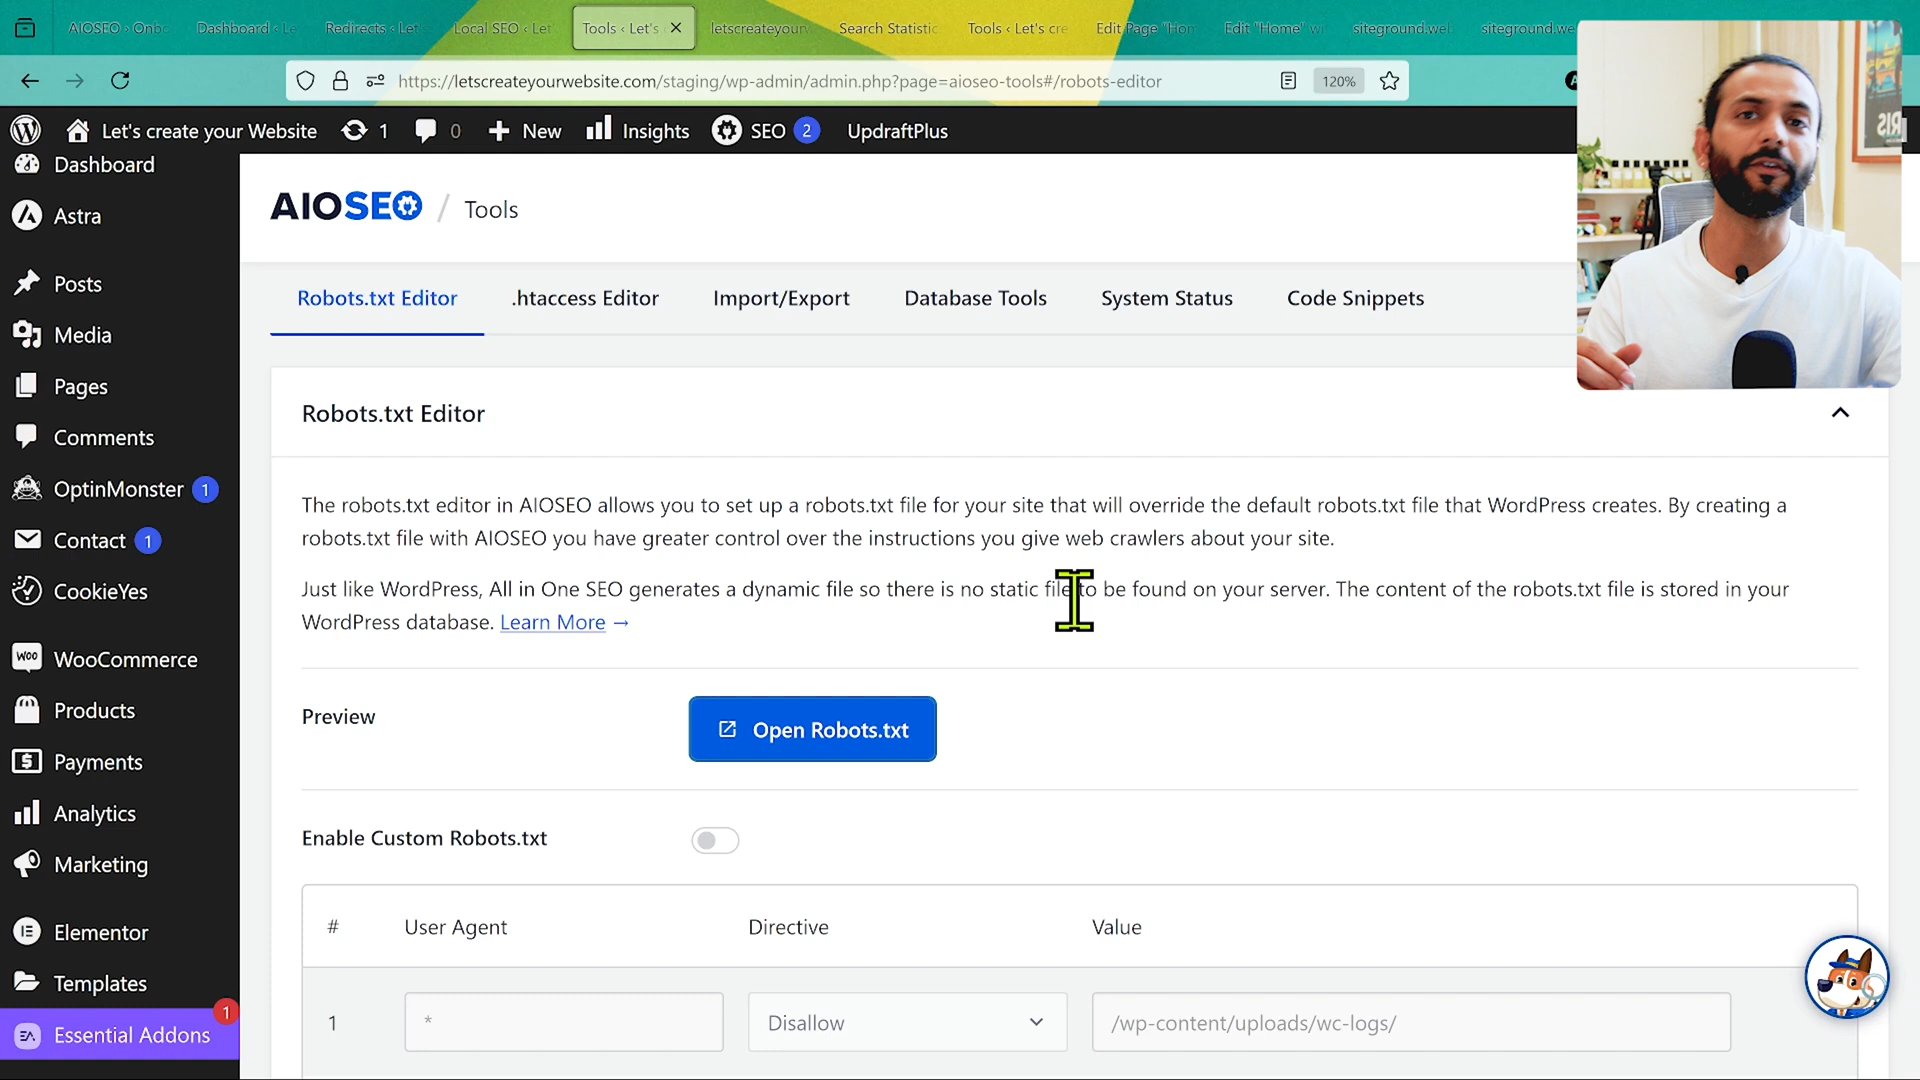 AIOSEO › Onbo
Dashboard ‹ Le
Redirects ‹ Let
Local SEO ‹ Let
Tools ‹ Let's
letscreateyourv
Search Statistic
Tools ‹ Let's cre
Edit Page "Hom
Edit "Home" wi
siteground.wel
siteground.we
https://letscreateyourwebsite.com/staging/wp-admin/admin.php?page=aioseo-tools#/robots-editor
120%
Let's create your Website
1
0
New
Insights
SEO 2
UpdraftPlus
Dashboard
Astra
Posts
Media
Pages
Comments
OptinMonster 1
Contact 1
CookieYes
WooCommerce
Products
Payments
Analytics
Marketing
Elementor
Templates
Essential Addons 1
AIOSEO / Tools
Robots.txt Editor
.htaccess Editor
Import/Export
Database Tools
System Status
Code Snippets
Robots.txt Editor
The robots.txt editor in AIOSEO allows you to set up a robots.txt file for your site that will override the default robots.txt file that WordPress creates. By creating a
robots.txt file with AIOSEO you have greater control over the instructions you give web crawlers about your site.
Just like WordPress, All in One SEO generates a dynamic file so there is no static file to be found on your server. The content of the robots.txt file is stored in your
WordPress database. Learn More →
Preview
Open Robots.txt
Enable Custom Robots.txt
# User Agent Directive Value
1 * Disallow /wp-content/uploads/wc-logs/